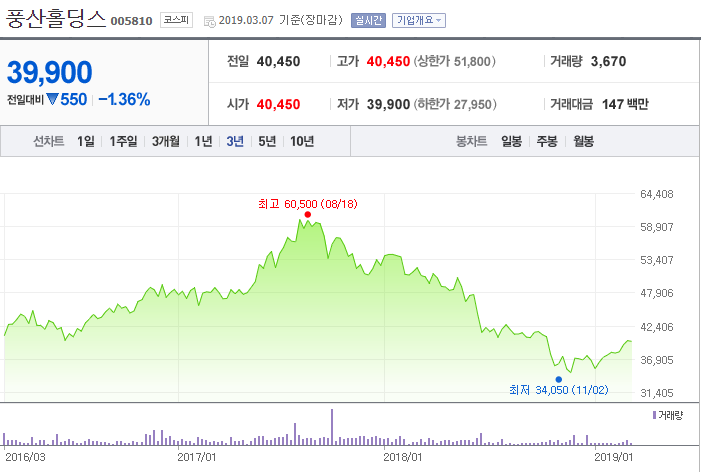 풍산홀딩스 005810 코스피 2019.03.07 기준(장마감) 실시간 기업개요
39,900
전일대비 ▼550 -1.36%
전일 40,450 고가 40,450 (상한가 51,800) 거래량 3,670
시가 40,450 저가 39,900 (하한가 27,950) 거래대금 147 백만
선차트 1일 1주일 3개월 1년 3년 5년 10년 봉차트 일봉 주봉 월봉
최고 60,500 (08/18)
64,408
58,907
53,407
47,906
42,406
36,905
31,405
최저 34,050 (11/02)
거래량
2016/03 2017/01 2018/01 2019/01